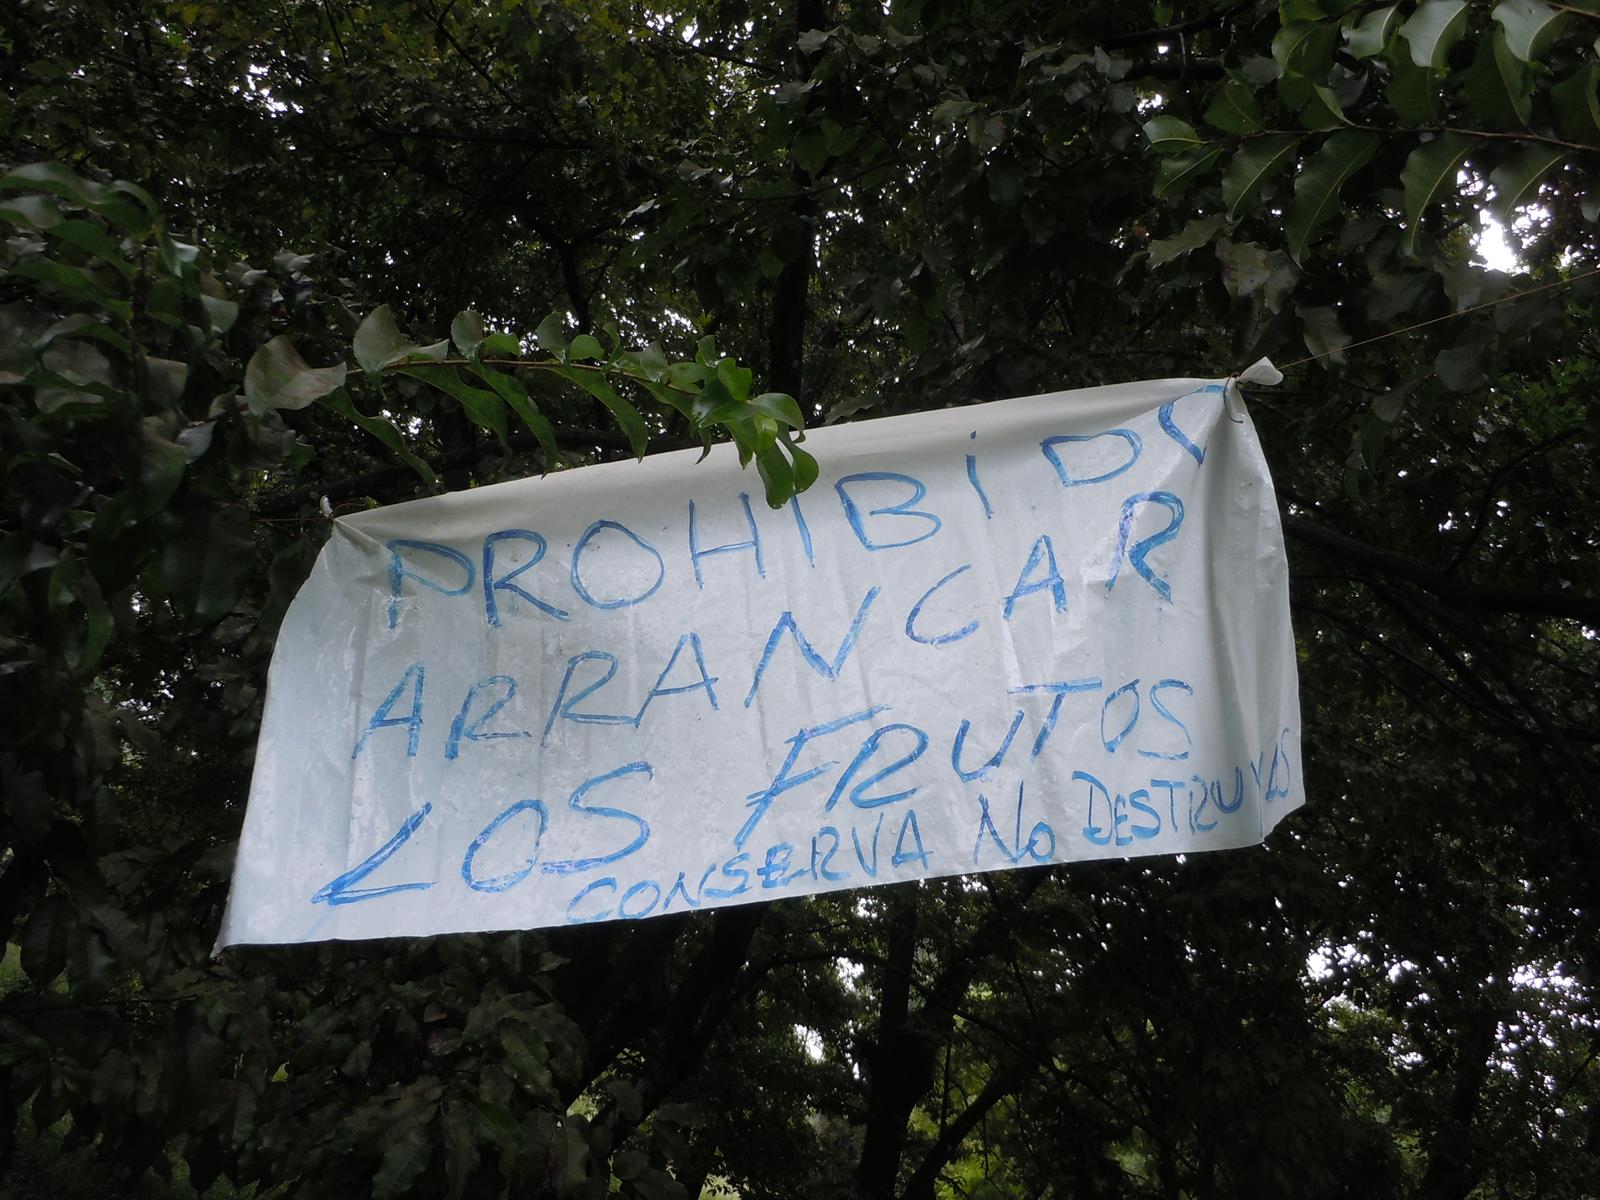 PROHIBIDO
ARRANCAR
LOS FRUTOS
CONSERVA NO DESTRUYAS